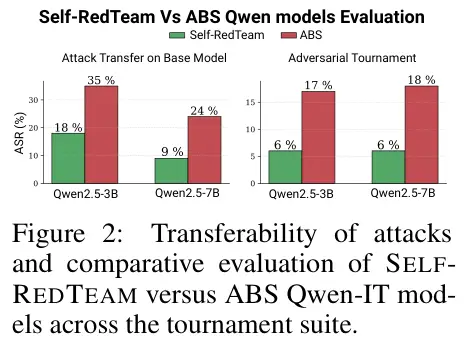 Self-RedTeam Vs ABS Qwen models Evaluation
Self-RedTeam ABS
Attack Transfer on Base Model
ASR (%)
30
20
10
0
18 %
35 %
9 %
24 %
Qwen2.5-3B Qwen2.5-7B
Adversarial Tournament
15
10
5
0
6 %
17 %
6 %
18 %
Qwen2.5-3B Qwen2.5-7B
Figure 2: Transferability of attacks
and comparative evaluation of SELF-
REDTEAM versus ABS Qwen-IT mod-
els across the tournament suite.